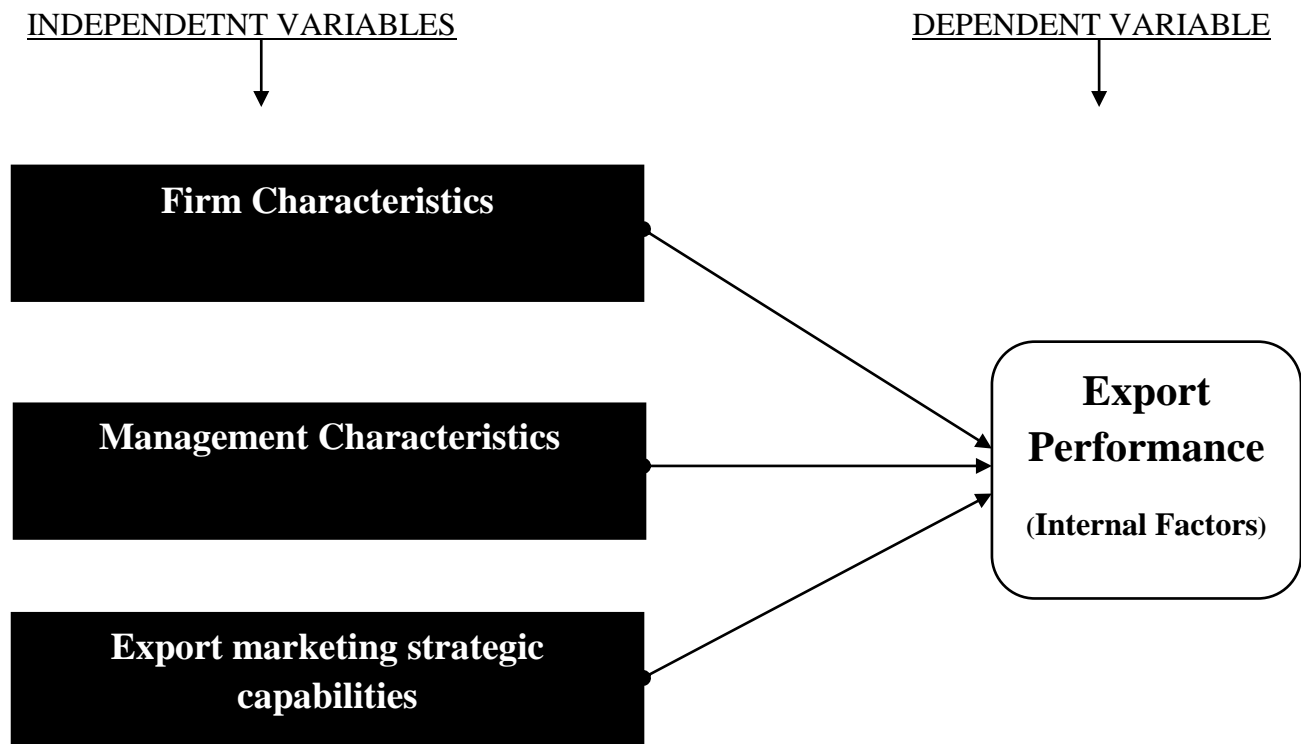 INDEPENDETNT VARIABLES
DEPENDENT VARIABLE
Firm Characteristics
Management Characteristics
Export marketing strategic
capabilities
Export
Performance
(Internal Factors)